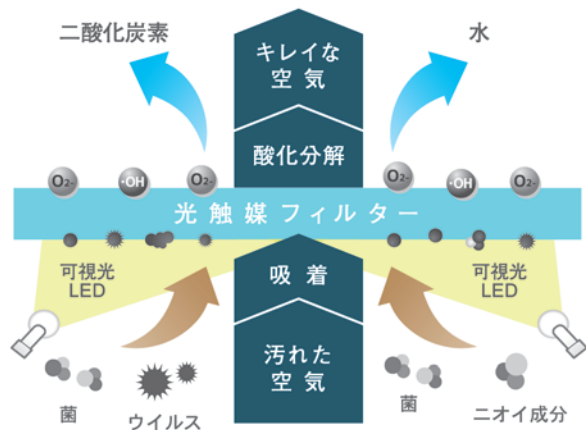 二酸化炭素
キレイな
空気
水
酸化分解
O₂-
·OH
O₂-
O₂-
·OH
O₂-
光触媒フィルター
可視光
LED
吸着
可視光
LED
汚れた
空気
菌
ウイルス
菌
ニオイ成分